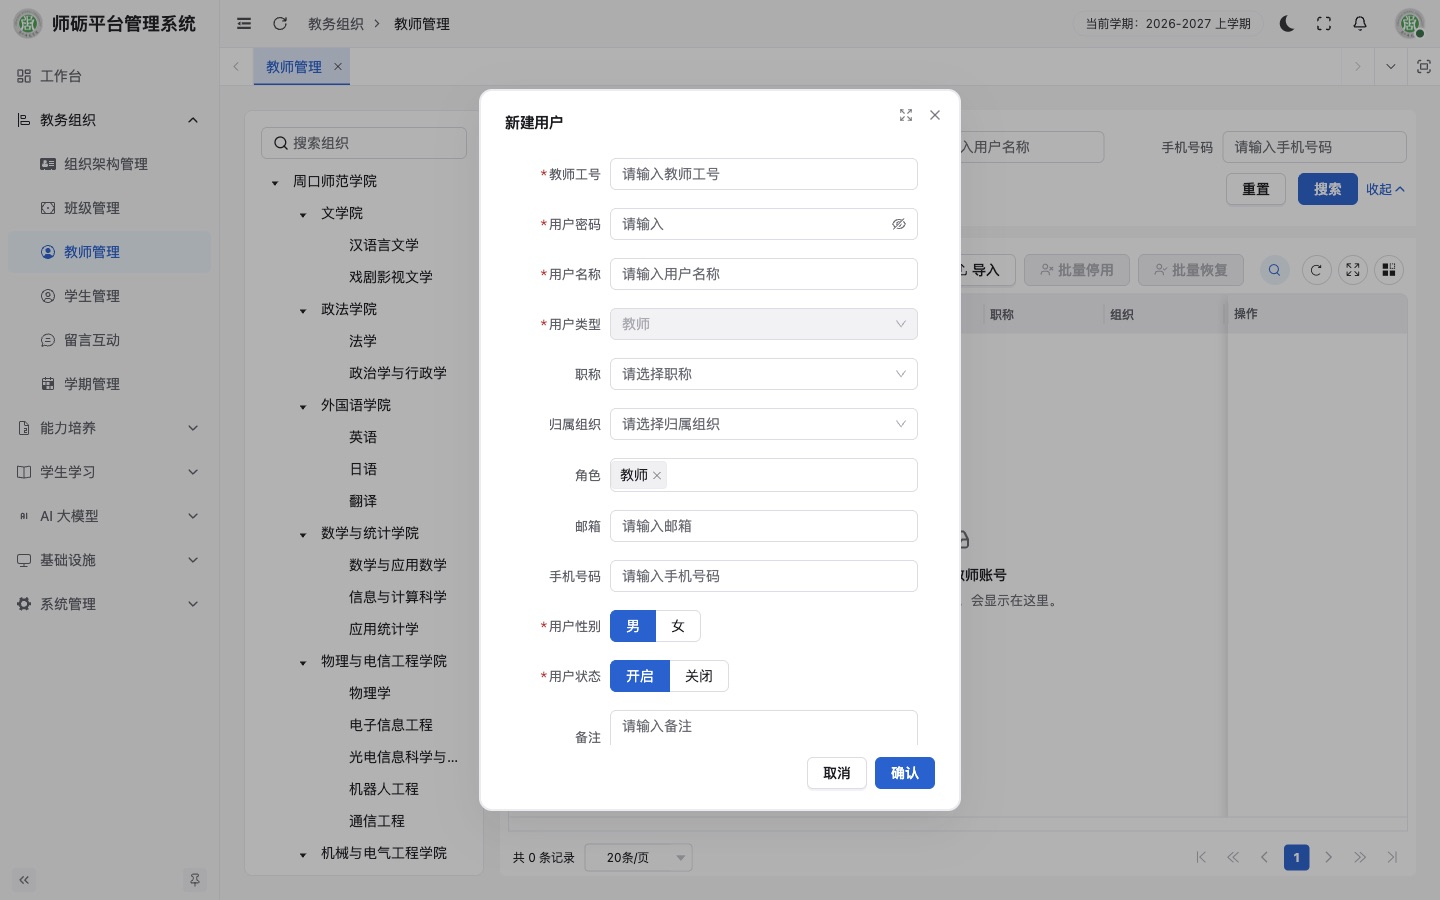 师砺平台管理系统
教务组织
教师管理
当前学期：2026-2027 上学期
教师管理
工作台
教务组织
组织架构管理
班级管理
教师管理
学生管理
留言互动
学期管理
能力培养
学生学习
AI 大模型
基础设施
系统管理
搜索组织
周口师范学院
文学院
汉语言文学
戏剧影视文学
政法学院
法学
政治学与行政学
外国语学院
英语
日语
翻译
数学与统计学院
数学与应用数学
信息与计算科学
应用统计学
物理与电信工程学院
物理学
电子信息工程
光电信息科学与...
机器人工程
通信工程
机械与电气工程学院
新建用户
*教师工号 请输入教师工号
*用户密码 请输入
*用户名称 请输入用户名称
*用户类型 教师
职称 请选择职称
归属组织 请选择归属组织
角色 教师
邮箱 请输入邮箱
手机号码 请输入手机号码
*用户性别 男 女
*用户状态 开启 关闭
备注 请输入备注
取消 确认
入用户名称
手机号码 请输入手机号码
重置 搜索 收起
导入 批量停用 批量恢复
职称 组织 操作
师账号
会显示在这里。
共 0 条记录 20条/页
1